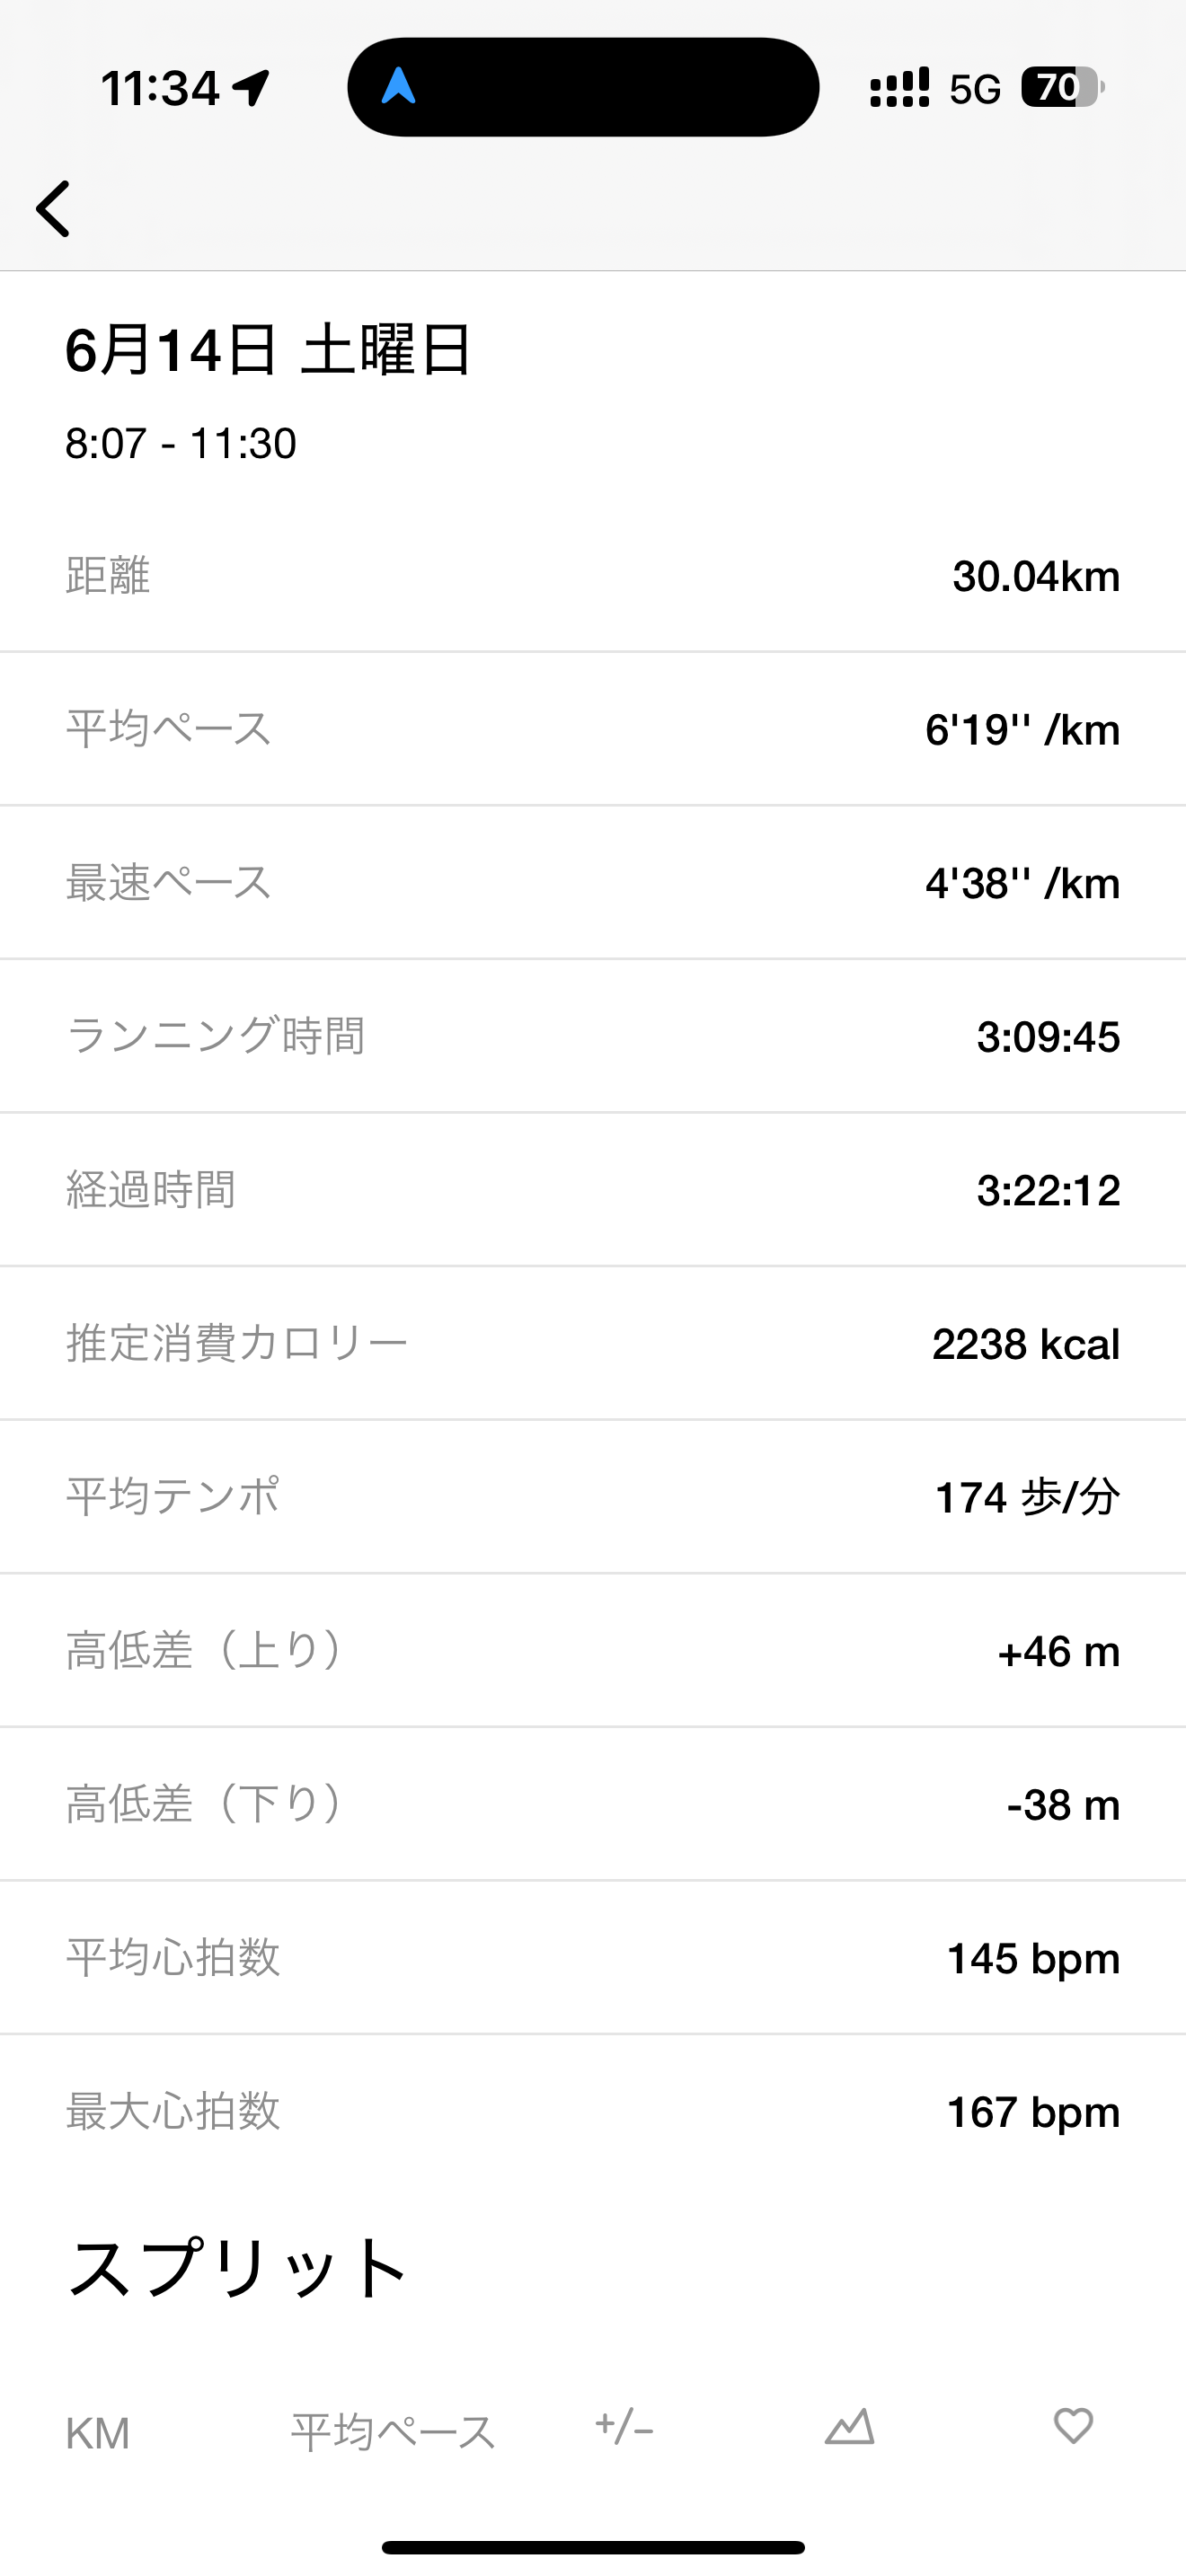 11:34
5G
70
6月14日 土曜日
8:07 - 11:30
距離 30.04km
平均ペース 6'19'' /km
最速ペース 4'38'' /km
ランニング時間 3:09:45
経過時間 3:22:12
推定消費カロリー 2238 kcal
平均テンポ 174 歩/分
高低差（上り） +46 m
高低差（下り） -38 m
平均心拍数 145 bpm
最大心拍数 167 bpm
スプリット
KM 平均ペース +/-